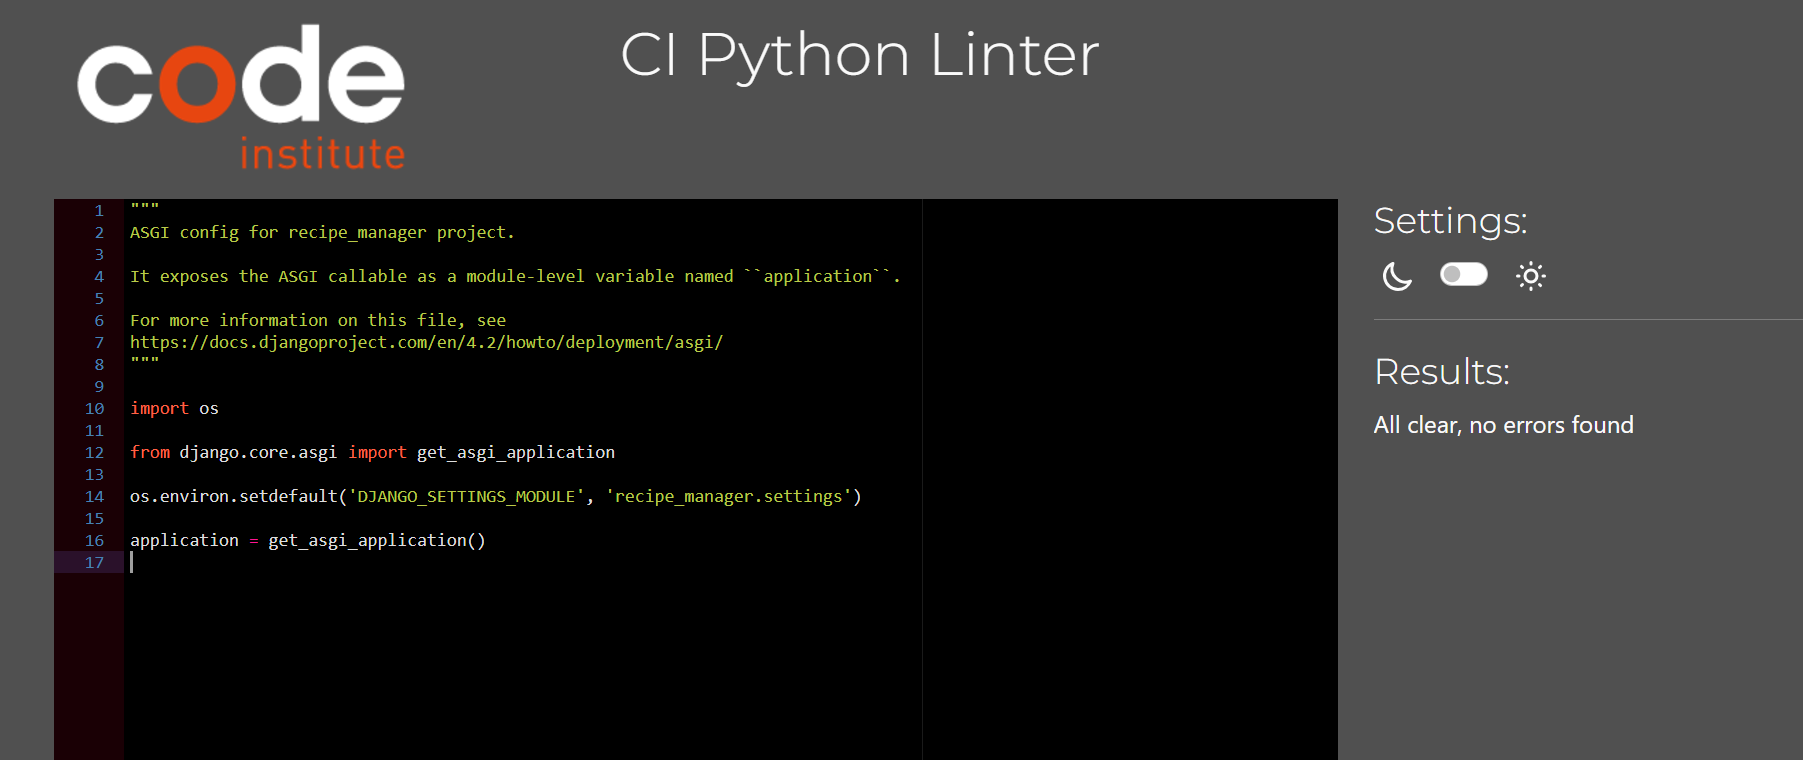 code
institute
CI Python Linter
1 """
2 ASGI config for recipe_manager project.
3
4 It exposes the ASGI callable as a module-level variable named ``application``.
5
6 For more information on this file, see
7 https://docs.djangoproject.com/en/4.2/howto/deployment/asgi/
8 """
9
10 import os
11
12 from django.core.asgi import get_asgi_application
13
14 os.environ.setdefault('DJANGO_SETTINGS_MODULE', 'recipe_manager.settings')
15
16 application = get_asgi_application()
17
Settings:
Results:
All clear, no errors found